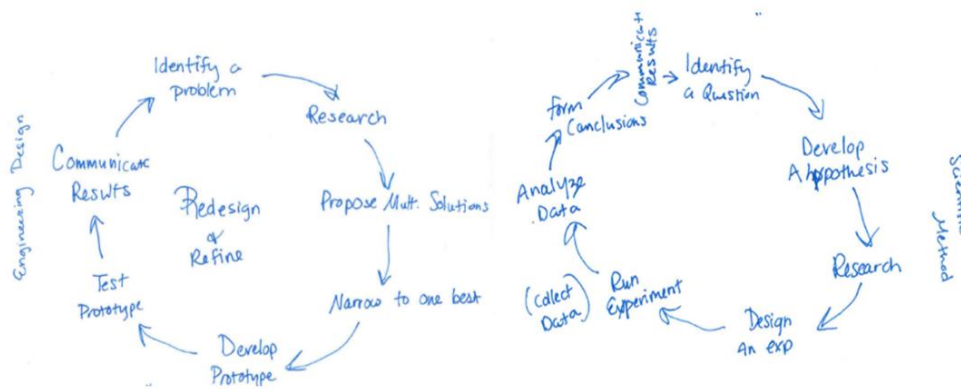 Engineering Design
Identify a
problem
Research
Propose Mult. Solutions
Narrow to one best
Develop
Prototype
Test
Prototype
Communicate
Results
Redesign
&
Refine
Method
Identify
a Question
Develop
A hypothesis
Research
Design
An exp
Run
Experiment
(Collect
Data)
Analyze
Data
Form
Conclusions
Communicate
Results